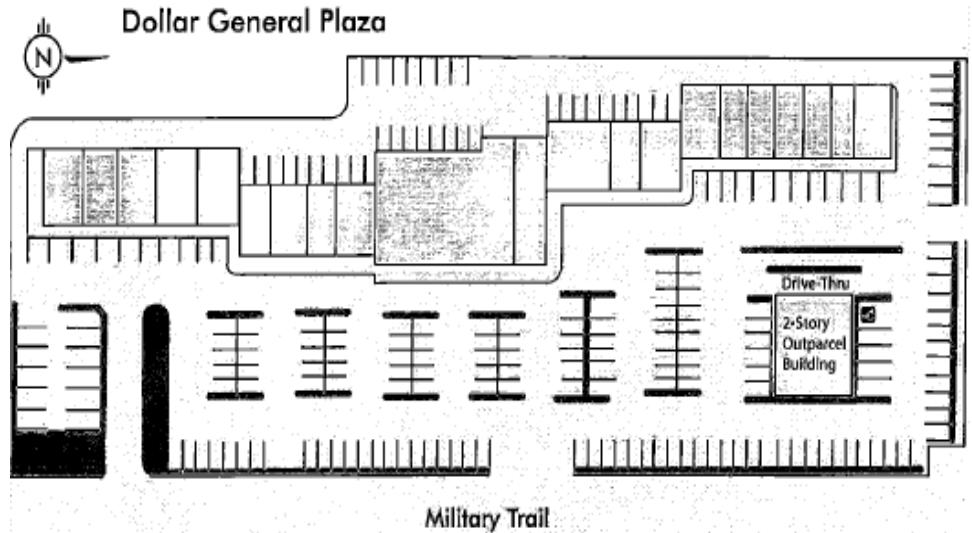 Dollar General Plaza
N
Drive-Thru
2-Story
Outparcel
Building
Military Trail